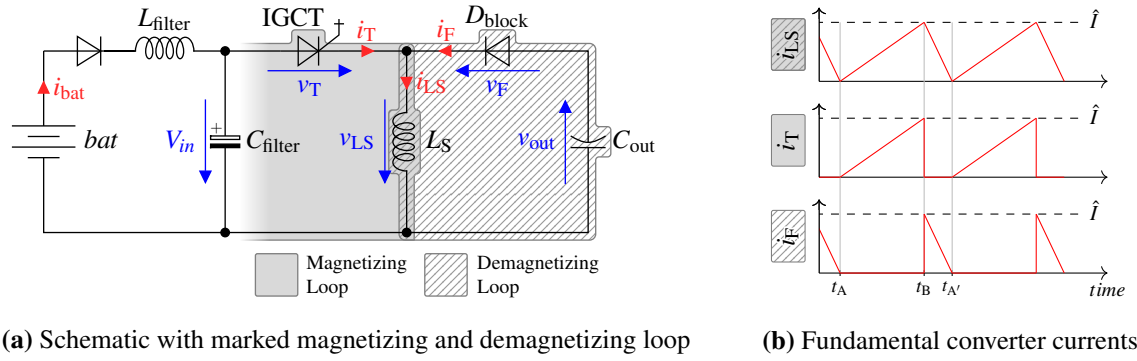 L_filter IGCT D_block
i_T i_F
i_bat v_T i_LS v_F
bat V_in + C_filter v_LS L_S v_out C_out
Magnetizing Loop
Demagnetizing Loop
(a) Schematic with marked magnetizing and demagnetizing loop
i_LS Î
i_T Î
i_F Î
t_A t_B t_A′ time
(b) Fundamental converter currents